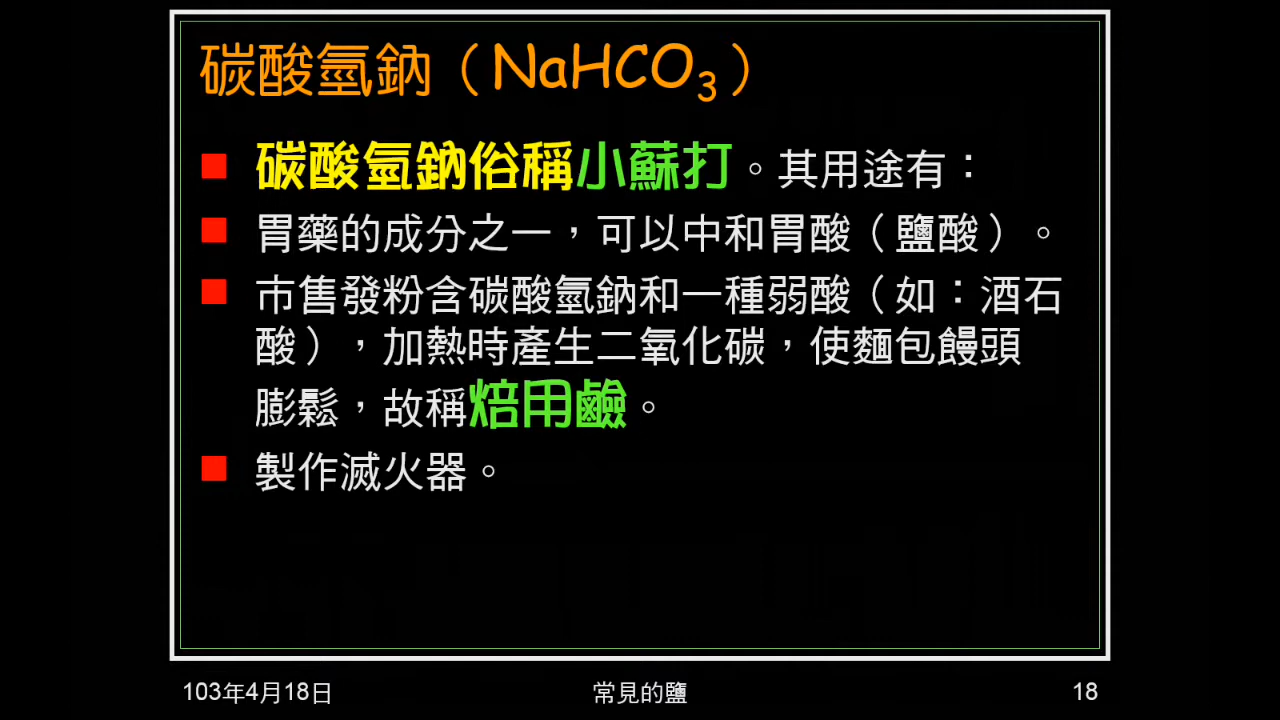 碳酸氫鈉（NaHCO₃）
碳酸氫鈉俗稱小蘇打。其用途有：
胃藥的成分之一，可以中和胃酸（鹽酸）。
市售發粉含碳酸氫鈉和一種弱酸（如：酒石
酸），加熱時產生二氧化碳，使麵包饅頭
膨鬆，故稱焙用鹼。
製作滅火器。
103年4月18日
常見的鹽
18